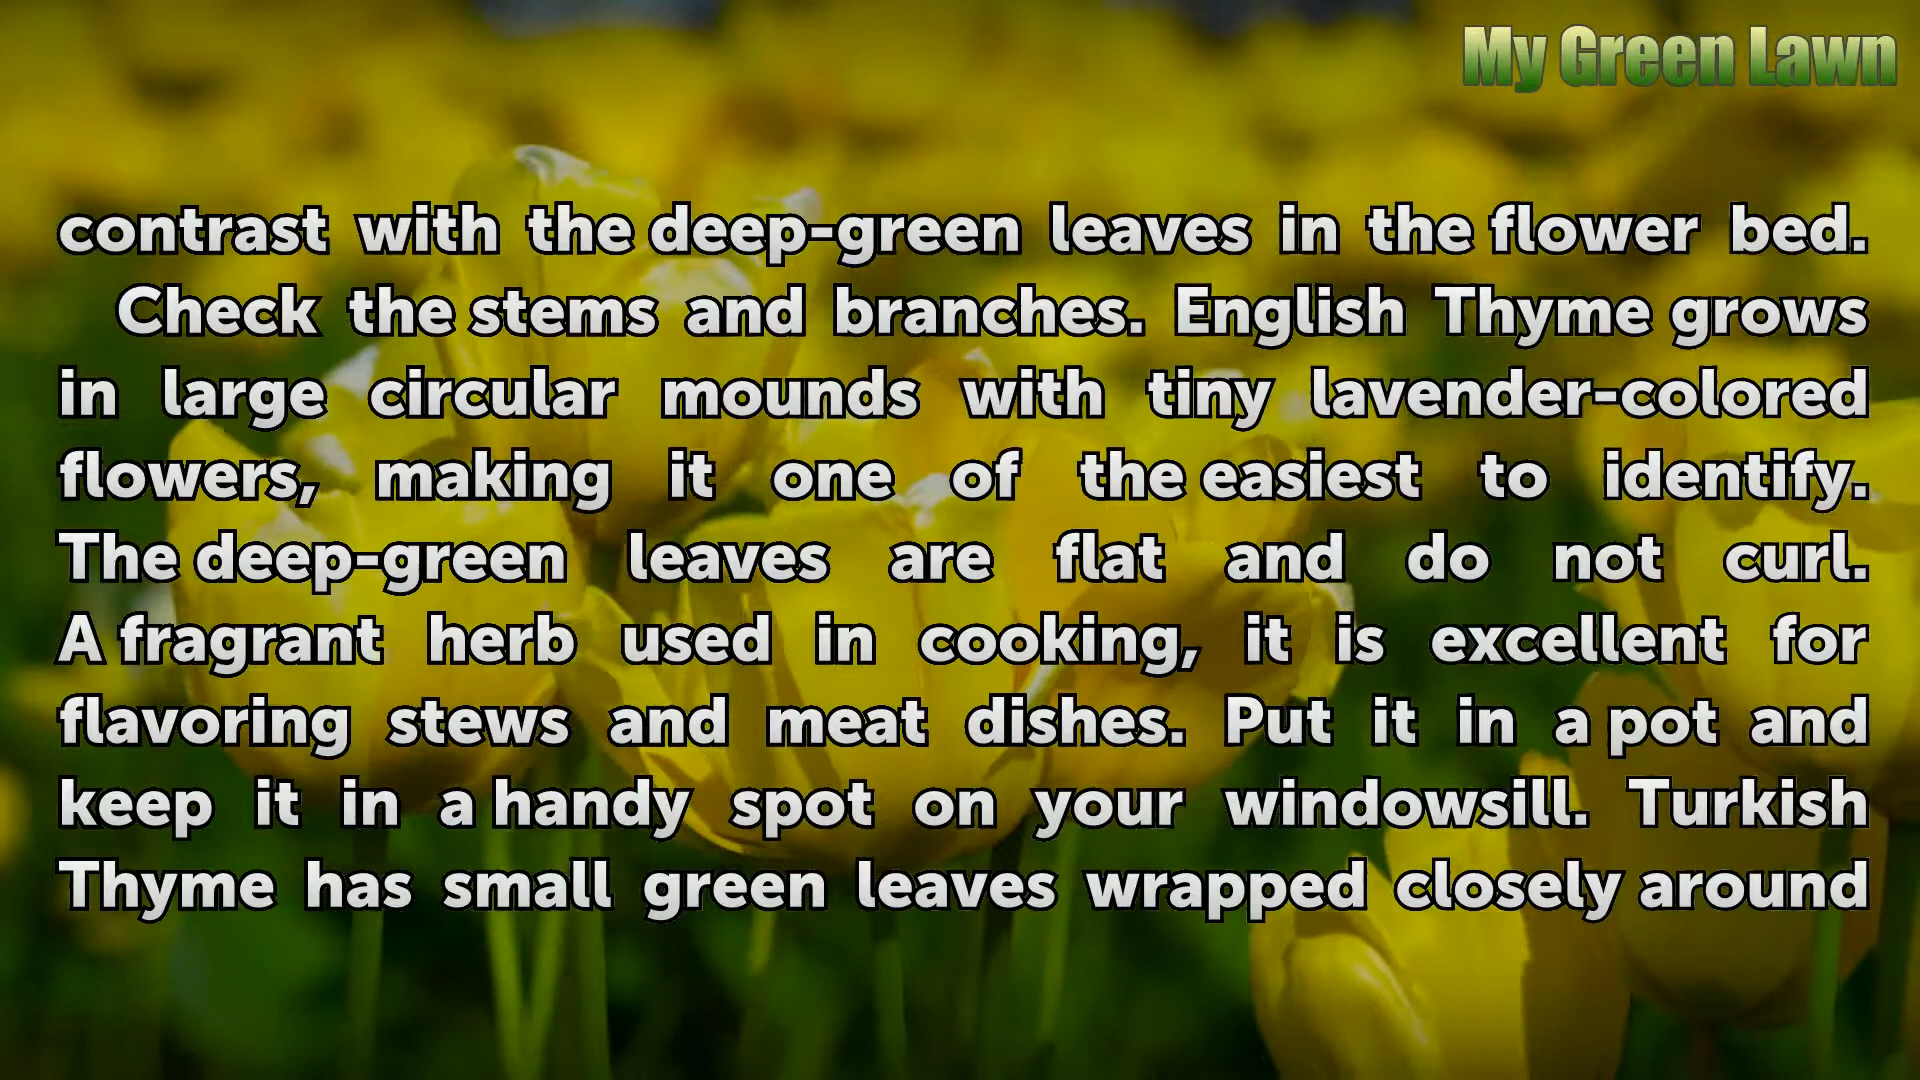 My Green Lawn
contrast with the deep-green leaves in the flower bed.
Check the stems and branches. English Thyme grows
in large circular mounds with tiny lavender-colored
flowers, making it one of the easiest to identify.
The deep-green leaves are flat and do not curl.
A fragrant herb used in cooking, it is excellent for
flavoring stews and meat dishes. Put it in a pot and
keep it in a handy spot on your windowsill. Turkish
Thyme has small green leaves wrapped closely around